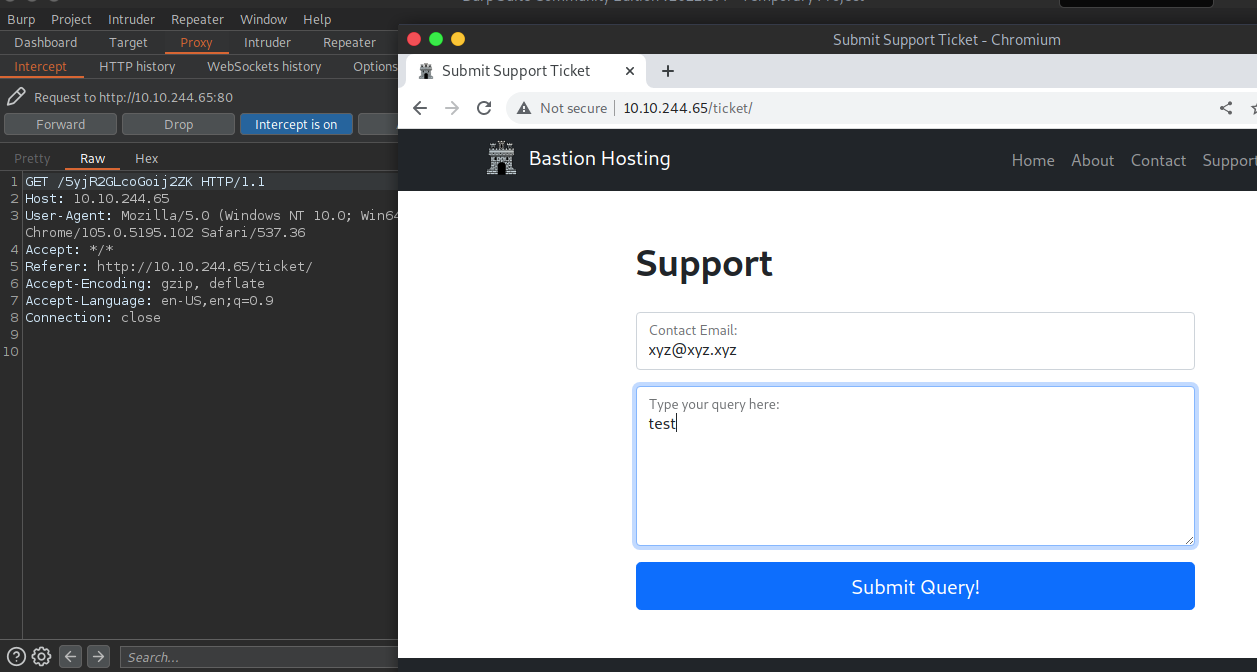 Burp Project Intruder Repeater Window Help
Dashboard Target Proxy Intruder Repeater
Intercept HTTP history WebSockets history Options
Request to http://10.10.244.65:80
Forward Drop Intercept is on
Pretty Raw Hex
1 GET /5yjR2GLcoGoij2ZK HTTP/1.1
2 Host: 10.10.244.65
3 User-Agent: Mozilla/5.0 (Windows NT 10.0; Win64
Chrome/105.0.5195.102 Safari/537.36
4 Accept: */*
5 Referer: http://10.10.244.65/ticket/
6 Accept-Encoding: gzip, deflate
7 Accept-Language: en-US,en;q=0.9
8 Connection: close
9
10
Search...
Submit Support Ticket - Chromium
Submit Support Ticket
Not secure 10.10.244.65/ticket/
Bastion Hosting
Home About Contact Support
Support
Contact Email:
xyz@xyz.xyz
Type your query here:
test
Submit Query!